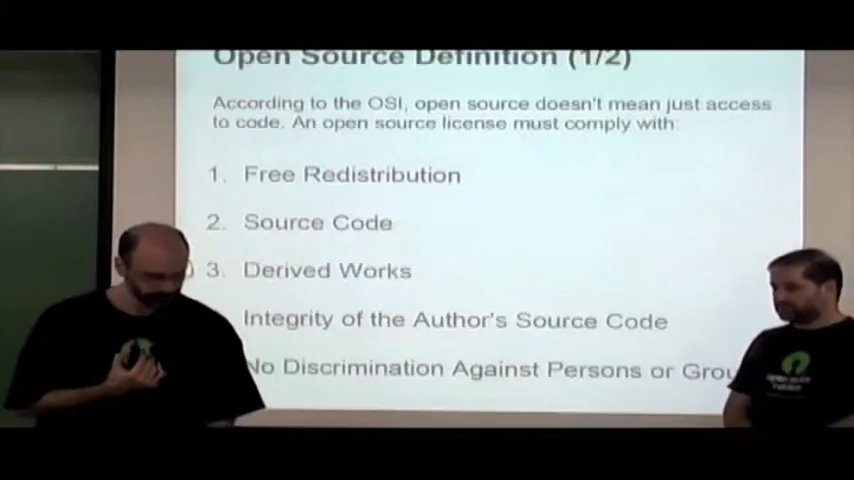 Open Source Definition (1/2)
According to the OSI, open source doesn't mean just access
to code. An open source license must comply with:
1. Free Redistribution
2. Source Code
3. Derived Works
Integrity of the Author's Source Code
No Discrimination Against Persons or Grou